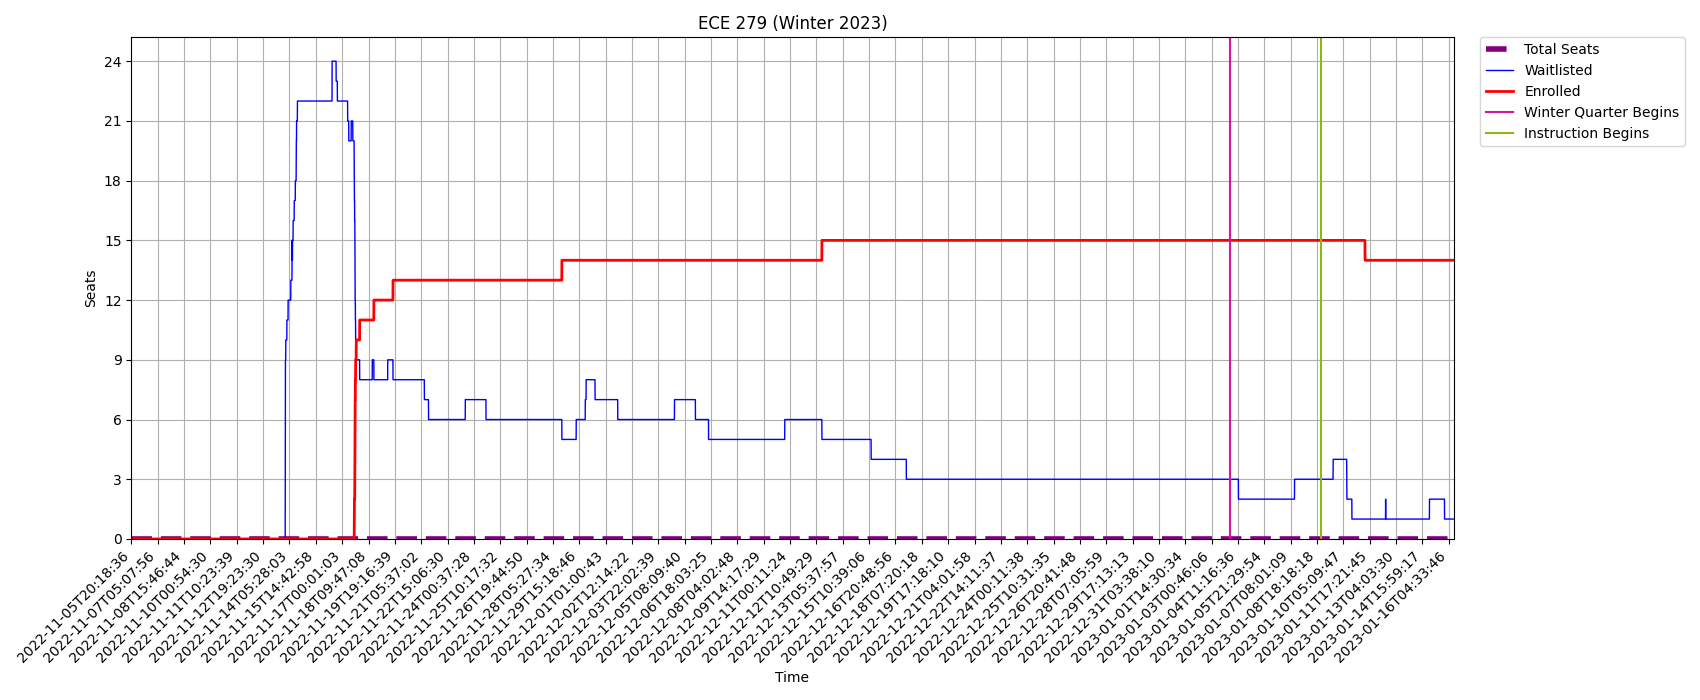 ECE 279 (Winter 2023)
Total Seats
Waitlisted
Enrolled
Winter Quarter Begins
Instruction Begins
Seats
24
21
18
15
12
9
6
3
0
2022-11-05T20:18:36
2022-11-07T05:07:56
2022-11-08T15:46:44
2022-11-10T00:54:30
2022-11-11T10:23:39
2022-11-12T19:23:30
2022-11-14T05:28:03
2022-11-15T14:42:58
2022-11-17T00:01:03
2022-11-18T09:47:08
2022-11-19T19:16:39
2022-11-21T05:37:02
2022-11-22T15:06:30
2022-11-24T00:37:28
2022-11-25T10:17:32
2022-11-26T19:44:50
2022-11-28T05:27:34
2022-11-29T15:18:46
2022-12-01T01:00:43
2022-12-02T12:14:22
2022-12-03T22:02:39
2022-12-05T08:09:40
2022-12-06T18:03:25
2022-12-08T04:02:48
2022-12-09T14:17:29
2022-12-11T00:11:24
2022-12-12T10:49:29
2022-12-13T05:37:57
2022-12-15T10:39:06
2022-12-16T20:48:56
2022-12-18T07:20:18
2022-12-19T17:18:10
2022-12-21T04:01:58
2022-12-22T14:11:37
2022-12-24T00:11:38
2022-12-25T10:31:35
2022-12-26T20:41:48
2022-12-28T07:05:59
2022-12-29T17:13:13
2022-12-31T03:38:10
2023-01-01T14:30:34
2023-01-03T00:46:06
2023-01-04T11:16:36
2023-01-05T21:29:54
2023-01-07T08:01:09
2023-01-08T18:18:18
2023-01-10T05:09:47
2023-01-11T17:21:45
2023-01-13T04:03:30
2023-01-14T15:59:17
2023-01-16T04:33:46
Time